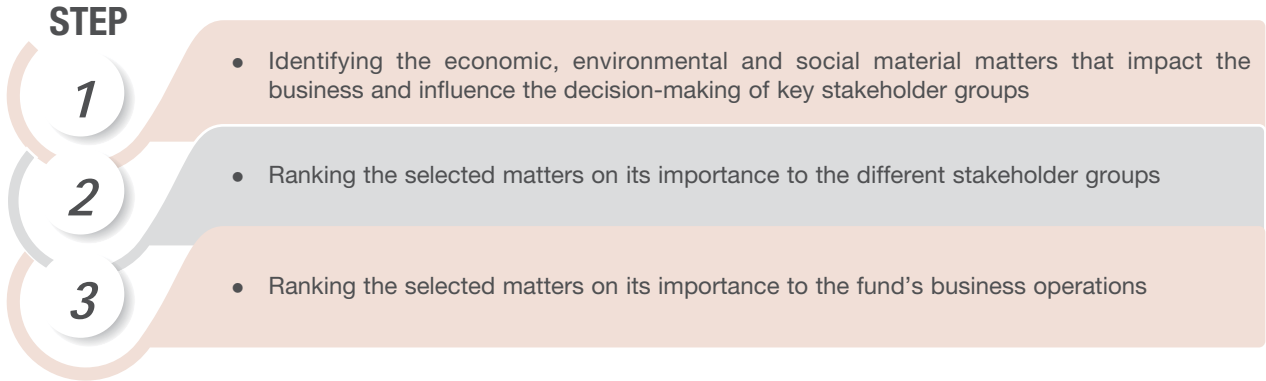 STEP
1
● Identifying the economic, environmental and social material matters that impact the
business and influence the decision-making of key stakeholder groups
2
● Ranking the selected matters on its importance to the different stakeholder groups
3
● Ranking the selected matters on its importance to the fund's business operations